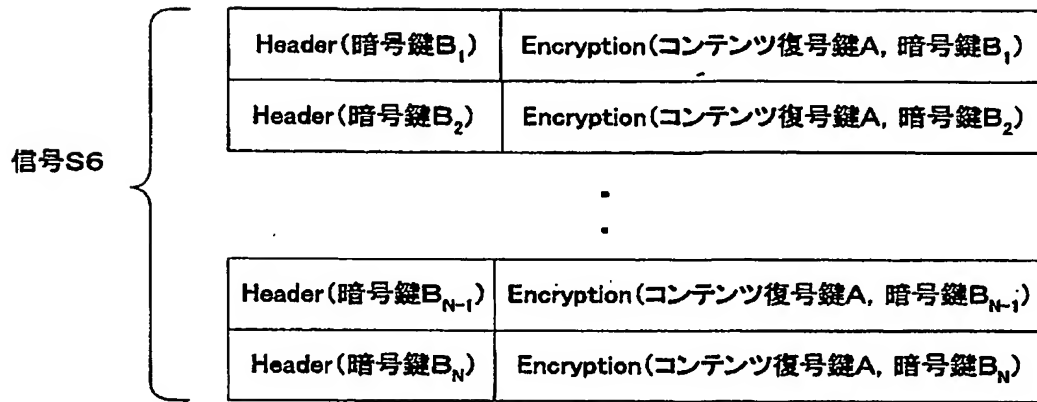 Header(暗号鍵B₁) Encryption(コンテンツ復号鍵A, 暗号鍵B₁)
Header(暗号鍵B₂) Encryption(コンテンツ復号鍵A, 暗号鍵B₂)
信号S6
Header(暗号鍵B_N-1) Encryption(コンテンツ復号鍵A, 暗号鍵B_N-1)
Header(暗号鍵B_N) Encryption(コンテンツ復号鍵A, 暗号鍵B_N)